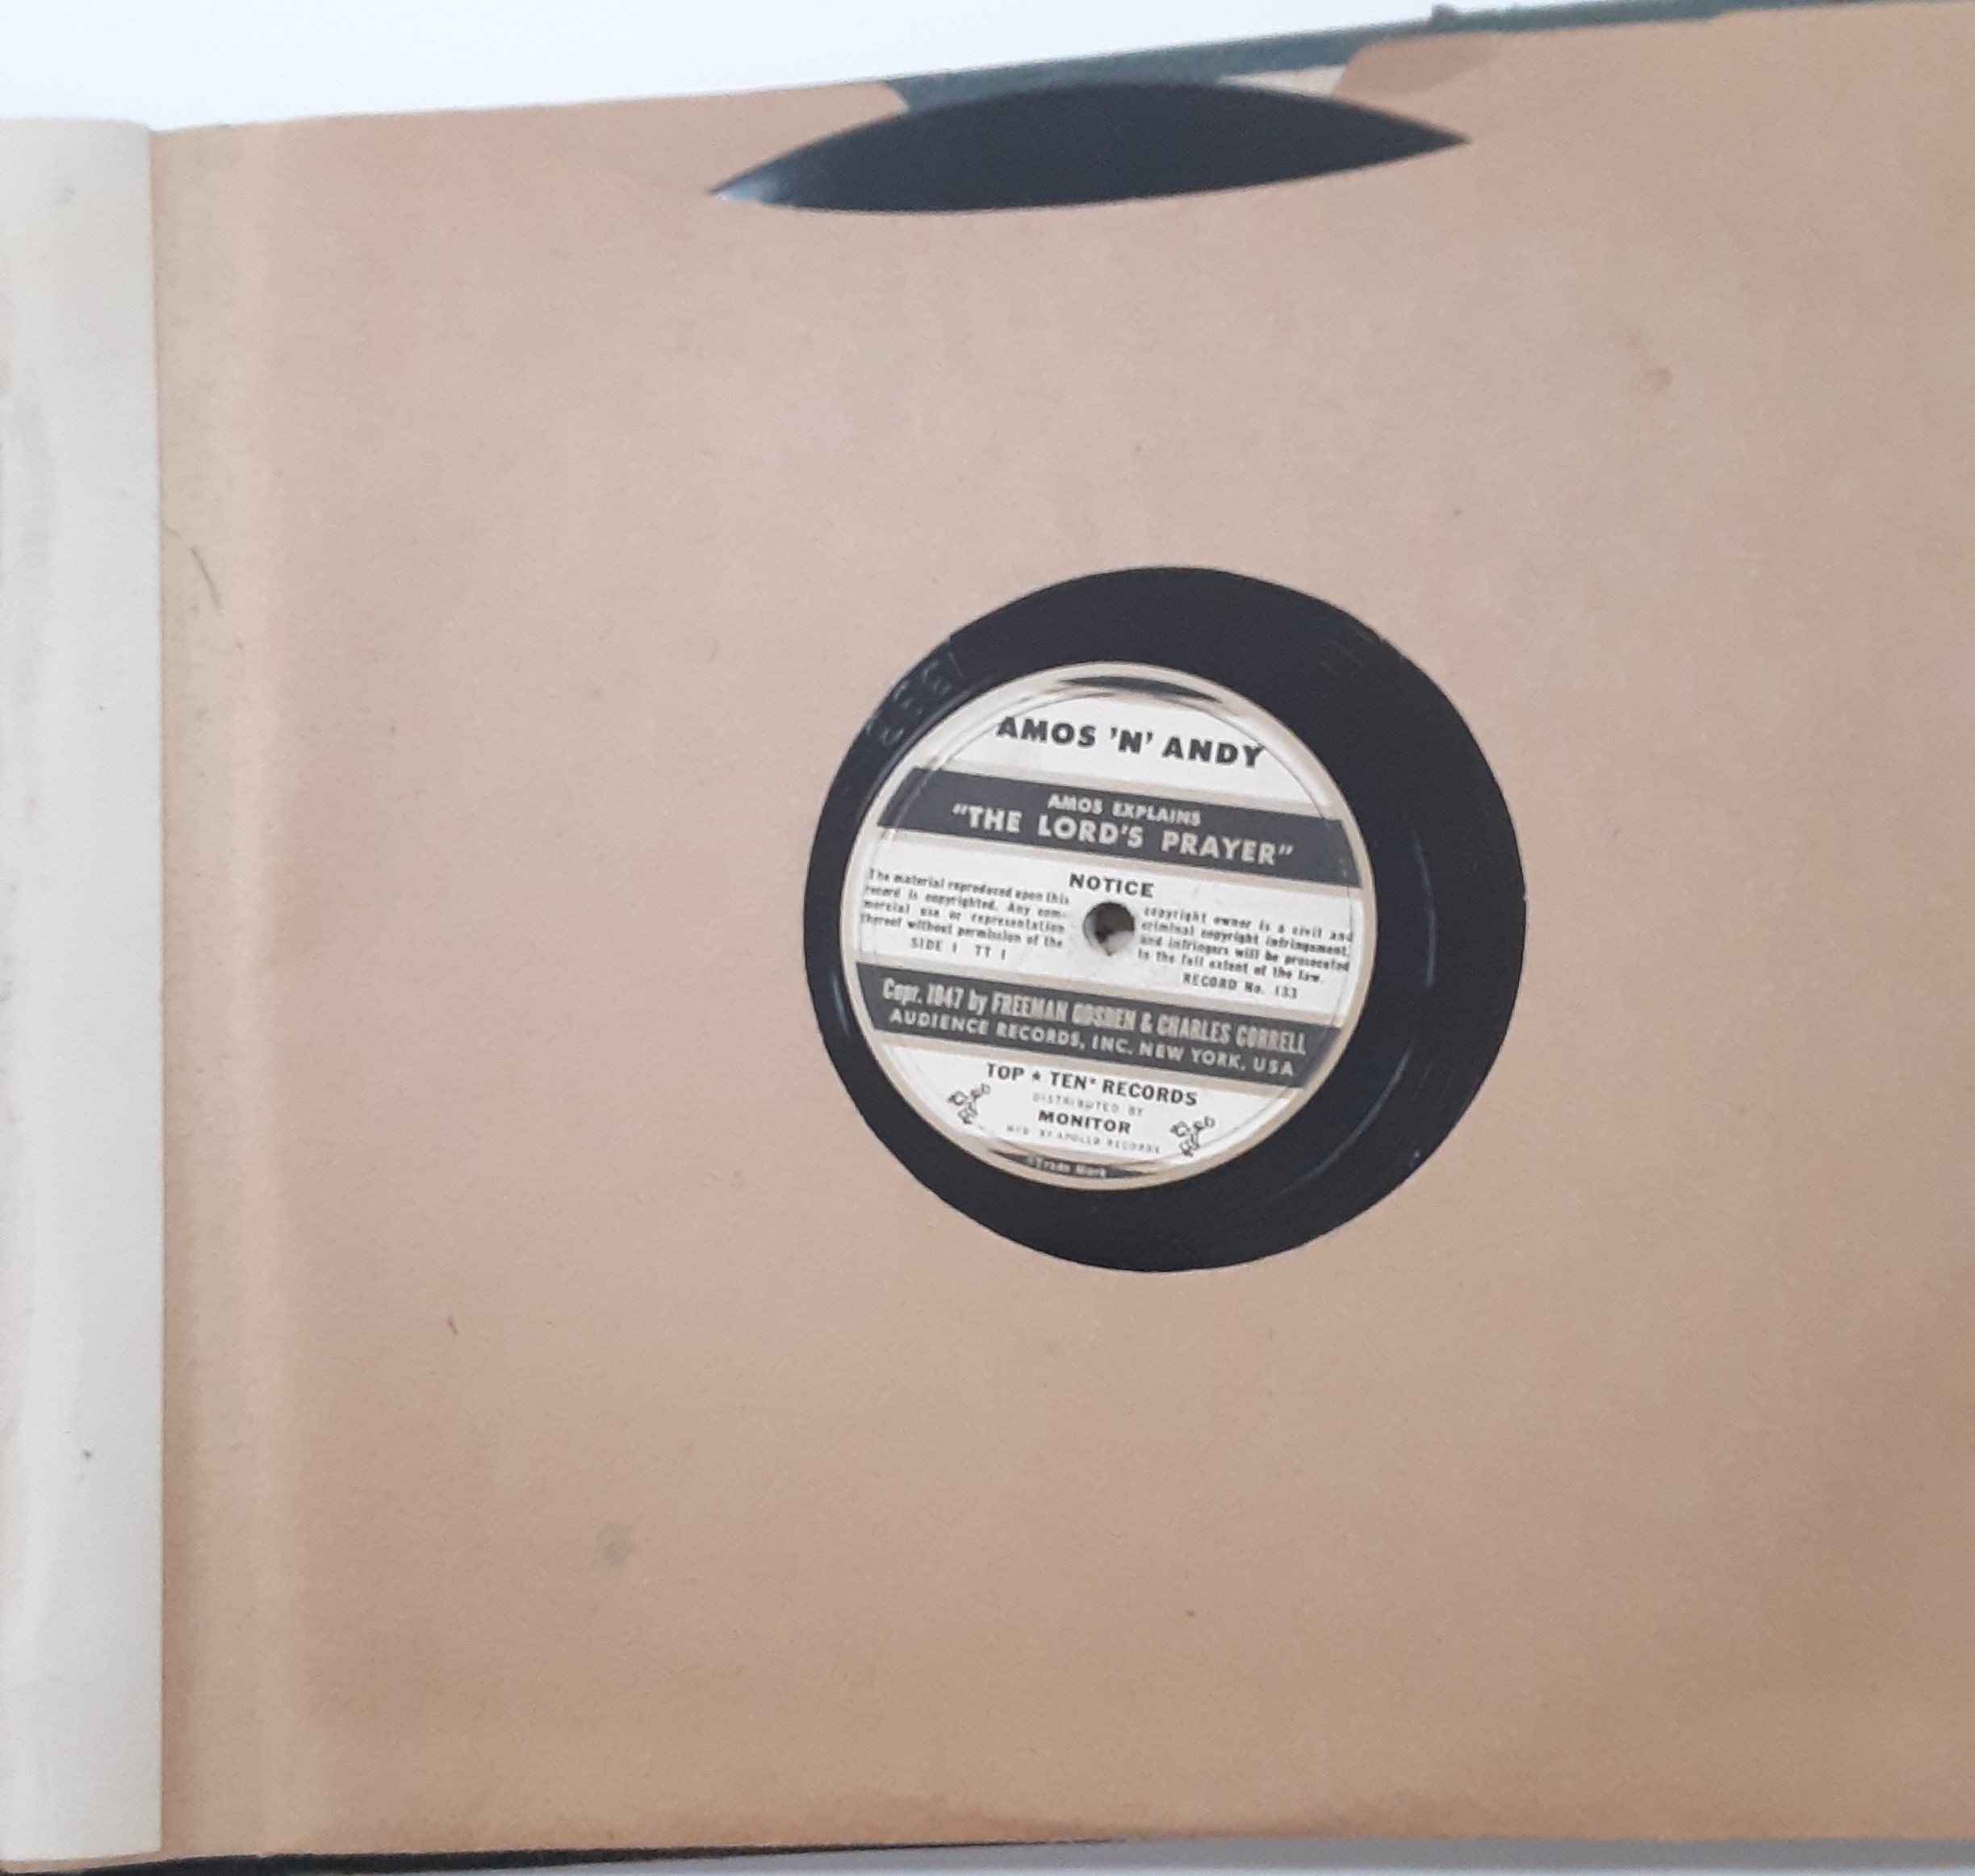 AMOS 'N' ANDY
AMOS EXPLAINS
"THE LORD'S PRAYER"
NOTICE
The material reproduced upon this
record is copyrighted. Any com-
mercial use or representation
thereof without permission of the
SIDE 1 TT 1
copyright owner is a civil and
criminal copyright infringement,
and infringers will be prosecuted
to the full extent of the law.
RECORD No. 133
Copr. 1947 by FREEMAN GOSDEN & CHARLES CORRELL
AUDIENCE RECORDS, INC. NEW YORK, USA
TOP ★ TEN* RECORDS
DISTRIBUTED BY
MONITOR
MFD. BY APOLLO RECORDS
*Trade Mark